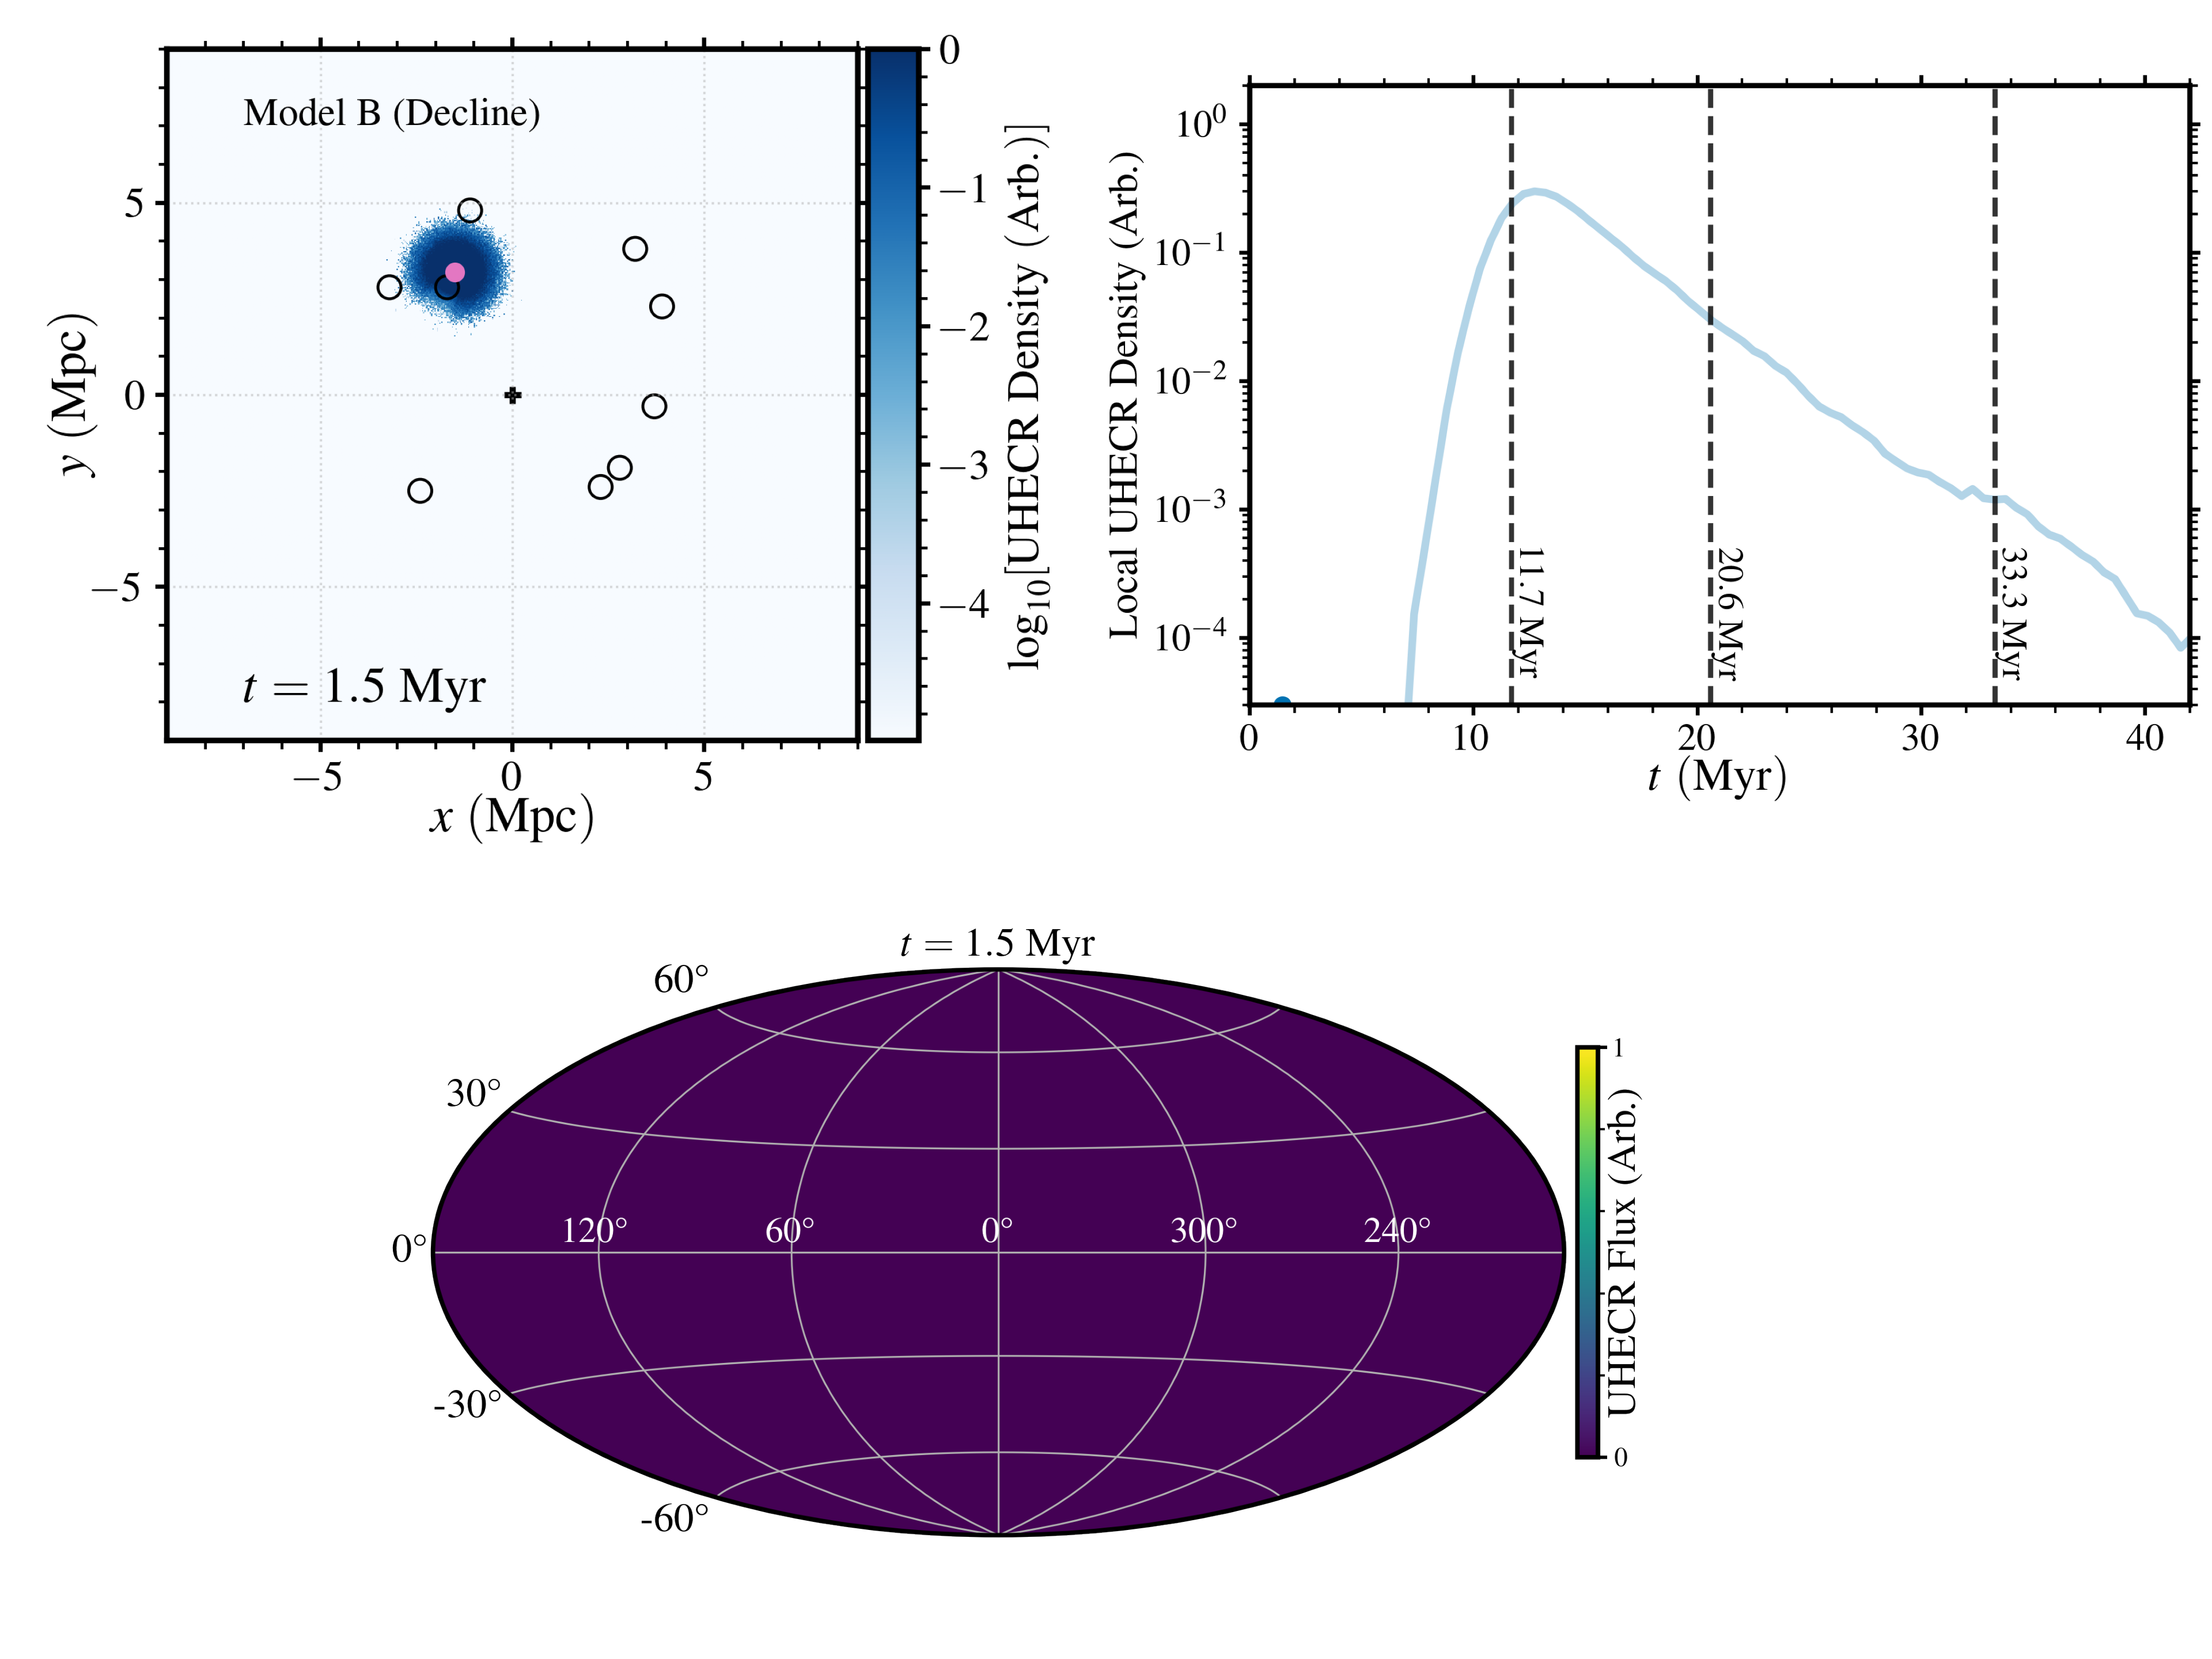 Model B (Decline)
t = 1.5 Myr
5
0
−5
y (Mpc)
−5
0
5
x (Mpc)
0
−1
−2
−3
−4
log10[UHECR Density (Arb.)]
10^0
10^−1
10^−2
10^−3
10^−4
Local UHECR Density (Arb.)
11.7 Myr
20.6 Myr
33.3 Myr
0
10
20
30
40
t (Myr)
t = 1.5 Myr
60°
30°
0°
-30°
-60°
120°
60°
0°
300°
240°
1
0
UHECR Flux (Arb.)